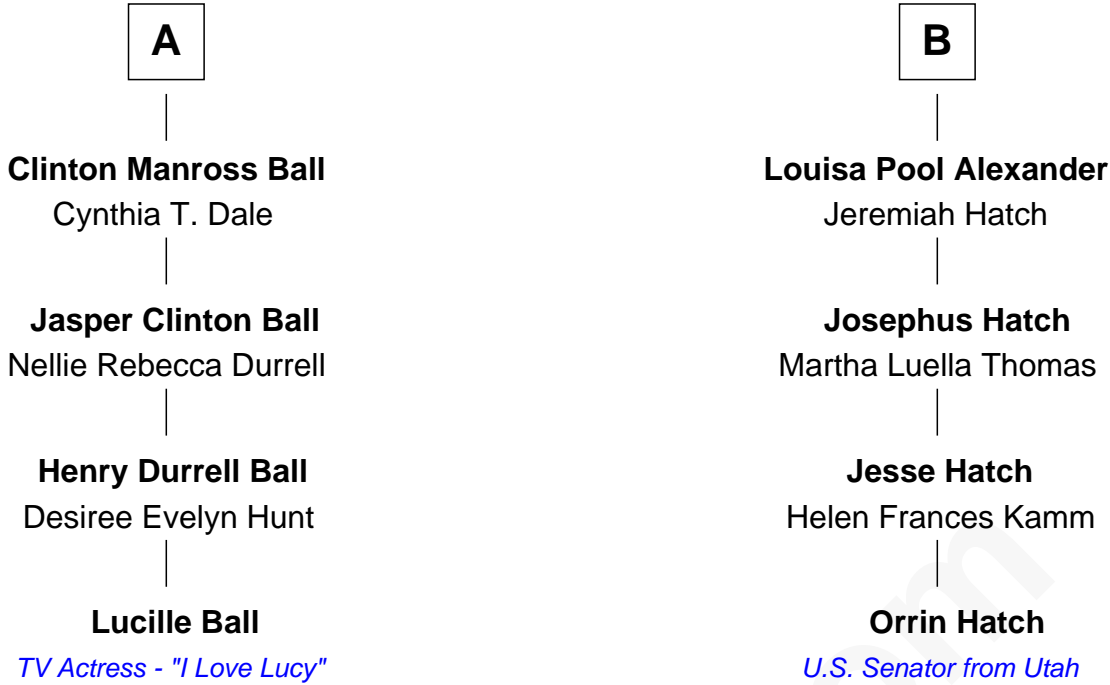 A
Clinton Manross Ball
Cynthia T. Dale
Jasper Clinton Ball
Nellie Rebecca Durrell
Henry Durrell Ball
Desiree Evelyn Hunt
Lucille Ball
TV Actress - "I Love Lucy"
B
Louisa Pool Alexander
Jeremiah Hatch
Josephus Hatch
Martha Luella Thomas
Jesse Hatch
Helen Frances Kamm
Orrin Hatch
U.S. Senator from Utah